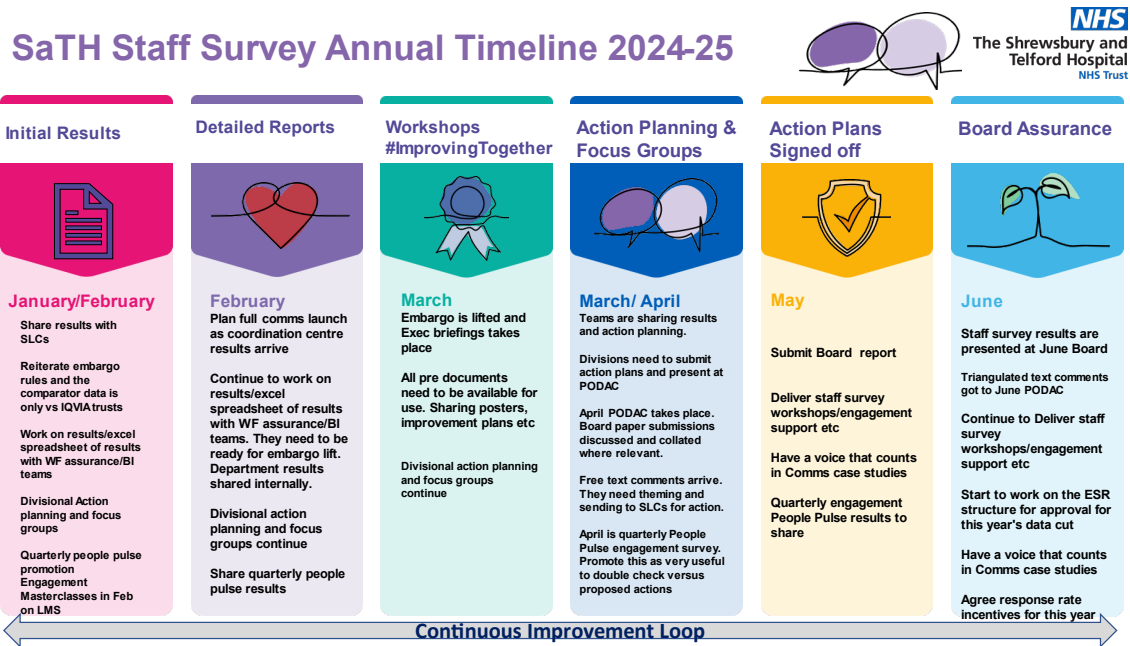 SaTH Staff Survey Annual Timeline 2024-25
NHS
The Shrewsbury and
Telford Hospital
NHS Trust
Initial Results
January/February
Share results with
SLCs
Reiterate embargo
rules and the
comparator data is
only vs IQVIA trusts
Work on results/excel
spreadsheet of results
with WF assurance/BI
teams
Divisional Action
planning and focus
groups
Quarterly people pulse
promotion
Engagement
Masterclasses in Feb
on LMS
Detailed Reports
February
Plan full comms launch
as coordination centre
results arrive
Continue to work on
results/excel
spreadsheet of results
with WF assurance/BI
teams. They need to be
ready for embargo lift.
Department results
shared internally.
Divisional action
planning and focus
groups continue
Share quarterly people
pulse results
Workshops
#ImprovingTogether
March
Embargo is lifted and
Exec briefings takes
place
All pre documents
need to be available for
use. Sharing posters,
improvement plans etc
Divisional action planning
and focus groups
continue
Action Planning &
Focus Groups
March/ April
Teams are sharing results
and action planning.
Divisions need to submit
action plans and present at
PODAC
April PODAC takes place.
Board paper submissions
discussed and collated
where relevant.
Free text comments arrive.
They need theming and
sending to SLCs for action.
April is quarterly People
Pulse engagement survey.
Promote this as very useful
to double check versus
proposed actions
Action Plans
Signed off
May
Submit Board report
Deliver staff survey
workshops/engagement
support etc
Have a voice that counts
in Comms case studies
Quarterly engagement
People Pulse results to
share
Board Assurance
June
Staff survey results are
presented at June Board
Triangulated text comments
got to June PODAC
Continue to Deliver staff
survey
workshops/engagement
support etc
Start to work on the ESR
structure for approval for
this year's data cut
Have a voice that counts
in Comms case studies
Agree response rate
incentives for this year
Continuous Improvement Loop